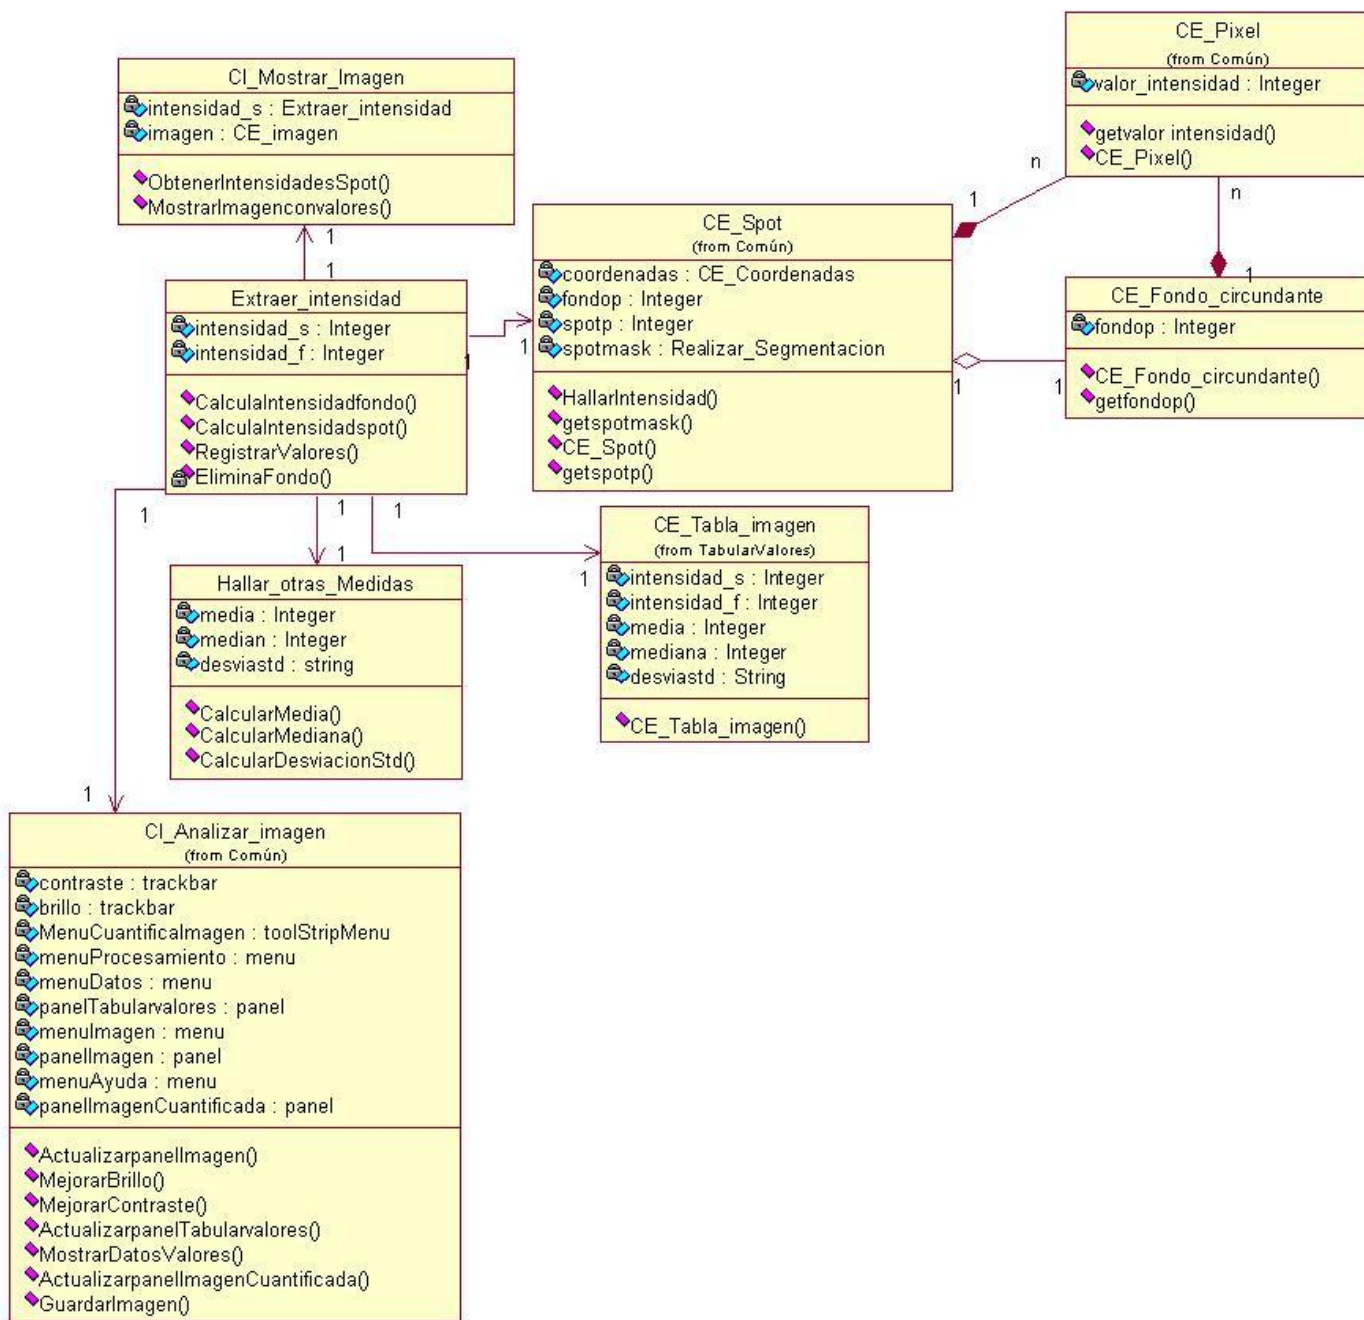 CI_Mostrar_Imagen
intensidad_s : Extraer_intensidad
imagen : CE_imagen
ObtenerIntensidadesSpot()
MostrarImagenconvalores()
1
1
Extraer_intensidad
intensidad_s : Integer
intensidad_f : Integer
CalculaIntensidadfondo()
CalculaIntensidadspot()
RegistrarValores()
EliminaFondo()
1
1
CE_Spot
(from Común)
coordenadas : CE_Coordenadas
fondop : Integer
spotp : Integer
spotmask : Realizar_Segmentacion
HallarIntensidad()
getspotmask()
CE_Spot()
getspotp()
1
n
CE_Pixel
(from Común)
valor_intensidad : Integer
getvalor intensidad()
CE_Pixel()
n
1
CE_Fondo_circundante
fondop : Integer
CE_Fondo_circundante()
getfondop()
1
1
1
1
1
1
Hallar_otras_Medidas
media : Integer
median : Integer
desviastd : string
CalcularMedia()
CalcularMediana()
CalcularDesviacionStd()
1
CE_Tabla_imagen
(from TabularValores)
intensidad_s : Integer
intensidad_f : Integer
media : Integer
mediana : Integer
desviastd : String
CE_Tabla_imagen()
1
CI_Analizar_imagen
(from Común)
contraste : trackbar
brillo : trackbar
MenuCuantificaImagen : toolStripMenu
menuProcesamiento : menu
menuDatos : menu
panelTabularvalores : panel
menuImagen : menu
panelImagen : panel
menuAyuda : menu
panelImagenCuantificada : panel
ActualizarpanelImagen()
MejorarBrillo()
MejorarContraste()
ActualizarpanelTabularvalores()
MostrarDatosValores()
ActualizarpanelImagenCuantificada()
GuardarImagen()